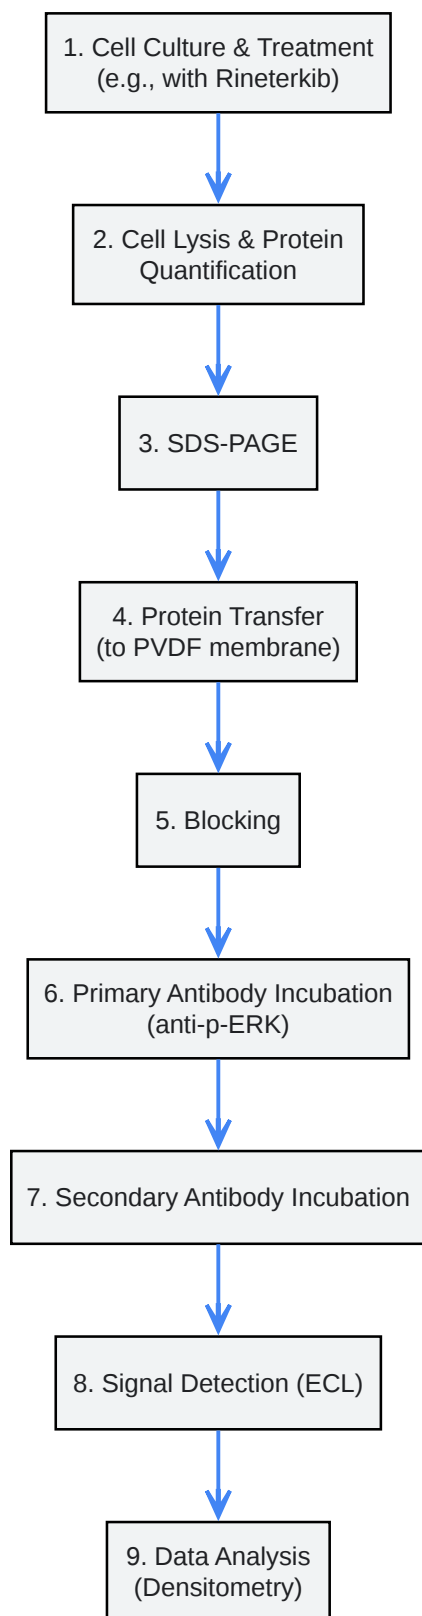 1. Cell Culture & Treatment
(e.g., with Rineterkib)
2. Cell Lysis & Protein
Quantification
3. SDS-PAGE
4. Protein Transfer
(to PVDF membrane)
5. Blocking
6. Primary Antibody Incubation
(anti-p-ERK)
7. Secondary Antibody Incubation
8. Signal Detection (ECL)
9. Data Analysis
(Densitometry)